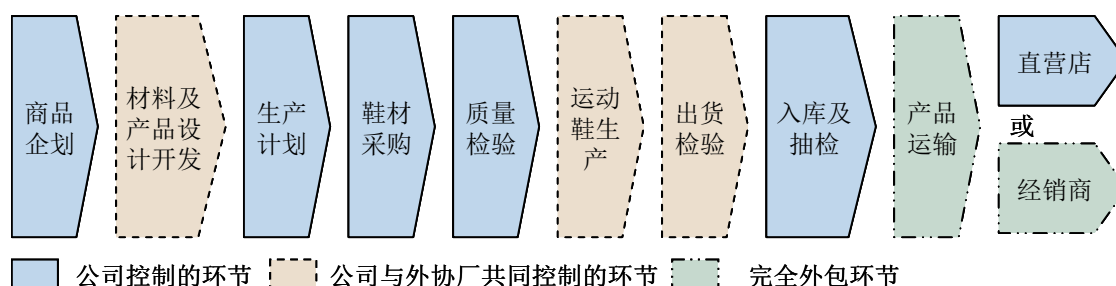 商品
企划
材料及
产品设
计开发
生产
计划
鞋材
采购
质量
检验
运动
鞋生
产
出货
检验
入库及
抽检
产品
运输
直营店
或
经销商
公司控制的环节
公司与外协厂共同控制的环节
完全外包环节